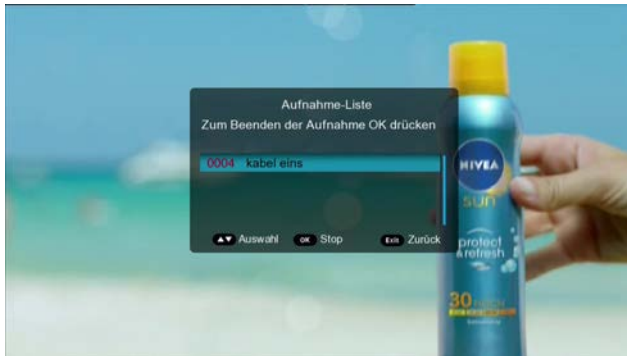 Aufnahme-Liste
Zum Beenden der Aufnahme OK drücken
0004 kabel eins
▲▼ Auswahl OK Stop Exit Zurück
NIVEA
SUN
protect
& refresh
30